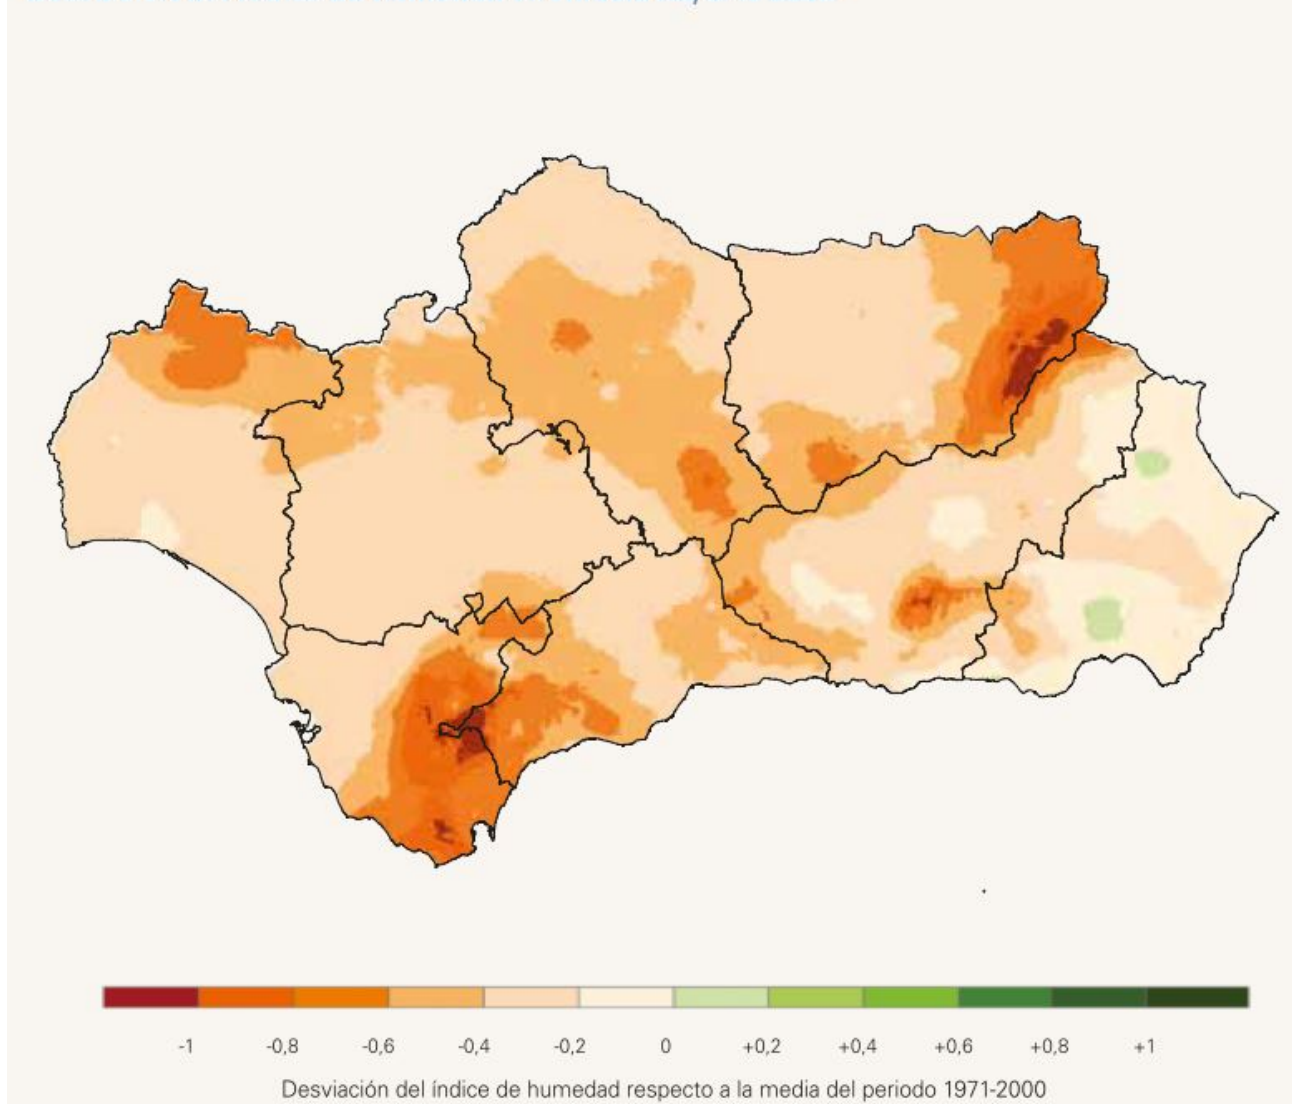 -1 -0,8 -0,6 -0,4 -0,2 0 +0,2 +0,4 +0,6 +0,8 +1
Desviación del índice de humedad respecto a la media del periodo 1971-2000